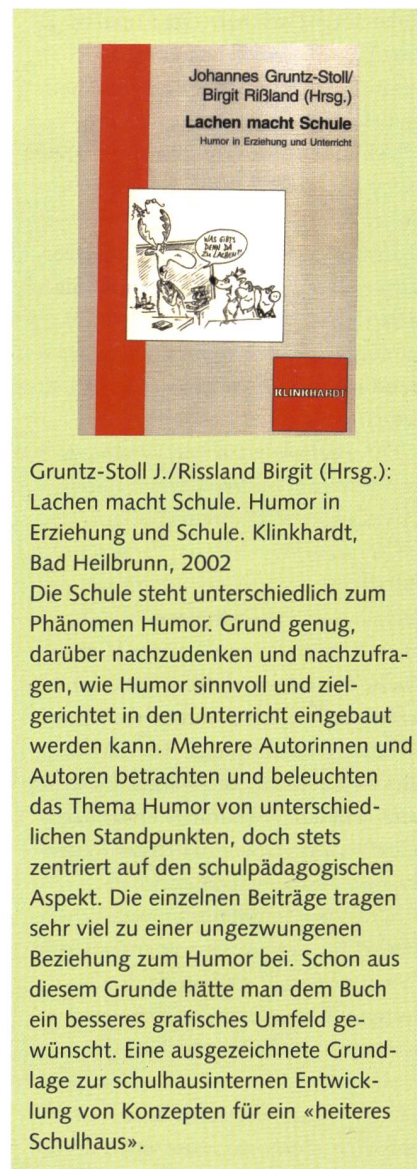 Johannes Gruntz-Stoll/
Birgit Rißland (Hrsg.)
Lachen macht Schule
Humor in Erziehung und Unterricht
WAS GIBT'S
DENN DA
ZU LACHEN?!
KLINKHARDT
Gruntz-Stoll J./Rissland Birgit (Hrsg.):
Lachen macht Schule. Humor in
Erziehung und Schule. Klinkhardt,
Bad Heilbrunn, 2002
Die Schule steht unterschiedlich zum
Phänomen Humor. Grund genug,
darüber nachzudenken und nachzufra-
gen, wie Humor sinnvoll und ziel-
gerichtet in den Unterricht eingebaut
werden kann. Mehrere Autorinnen und
Autoren betrachten und beleuchten
das Thema Humor von unterschied-
lichen Standpunkten, doch stets
zentriert auf den schulpädagogischen
Aspekt. Die einzelnen Beiträge tragen
sehr viel zu einer ungezwungenen
Beziehung zum Humor bei. Schon aus
diesem Grunde hätte man dem Buch
ein besseres grafisches Umfeld ge-
wünscht. Eine ausgezeichnete Grund-
lage zur schulhausinternen Entwick-
lung von Konzepten für ein «heiteres
Schulhaus».